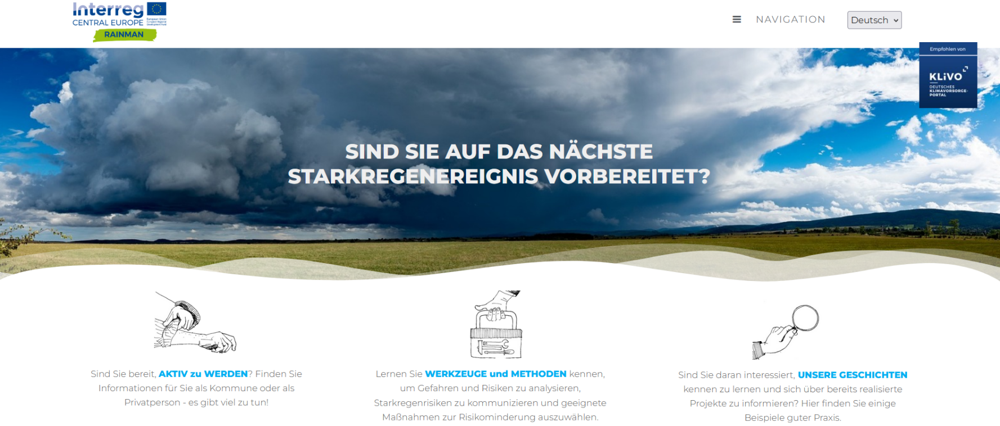 Interreg
CENTRAL EUROPE
European Union
European Regional
Development Fund
RAINMAN
NAVIGATION
Deutsch
Empfohlen von
KLiVO
DEUTSCHES
KLIMAVORSORGE-
PORTAL
SIND SIE AUF DAS NÄCHSTE
STARKREGENEREIGNIS VORBEREITET?
Sind Sie bereit, AKTIV zu WERDEN? Finden Sie
Informationen für Sie als Kommune oder als
Privatperson - es gibt viel zu tun!
Lernen Sie WERKZEUGE und METHODEN kennen,
um Gefahren und Risiken zu analysieren,
Starkregenrisiken zu kommunizieren und geeignete
Maßnahmen zur Risikominderung auszuwählen.
Sind Sie daran interessiert, UNSERE GESCHICHTEN
kennen zu lernen und sich über bereits realisierte
Projekte zu informieren? Hier finden Sie einige
Beispiele guter Praxis.